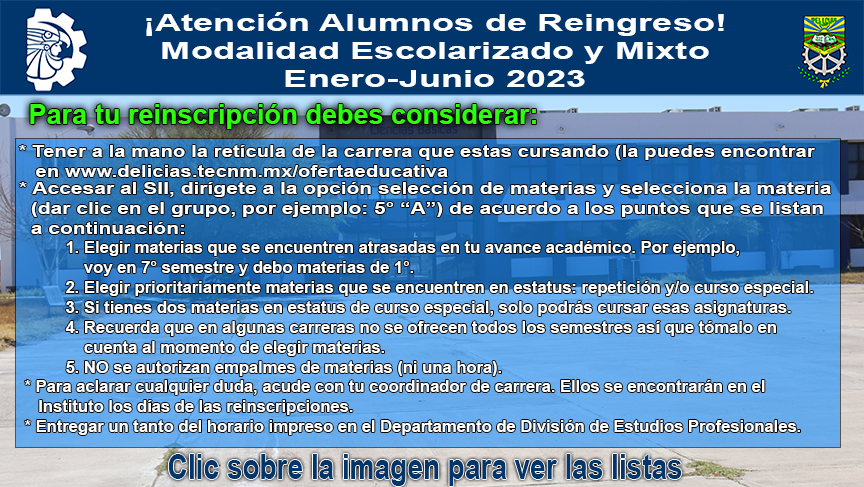 ¡Atención Alumnos de Reingreso!
Modalidad Escolarizado y Mixto
Enero-Junio 2023
DELICIAS
Para tu reinscripción debes considerar:
Ciencias Básicas
* Tener a la mano la retícula de la carrera que estas cursando (la puedes encontrar
en www.delicias.tecnm.mx/ofertaeducativa
* Accesar al SII, dirígete a la opción selección de materias y selecciona la materia
(dar clic en el grupo, por ejemplo: 5° “A”) de acuerdo a los puntos que se listan
a continuación:
1. Elegir materias que se encuentren atrasadas en tu avance académico. Por ejemplo,
voy en 7° semestre y debo materias de 1°.
2. Elegir prioritariamente materias que se encuentren en estatus: repetición y/o curso especial.
3. Si tienes dos materias en estatus de curso especial, solo podrás cursar esas asignaturas.
4. Recuerda que en algunas carreras no se ofrecen todos los semestres así que tómalo en
cuenta al momento de elegir materias.
5. NO se autorizan empalmes de materias (ni una hora).
* Para aclarar cualquier duda, acude con tu coordinador de carrera. Ellos se encontrarán en el
Instituto los días de las reinscripciones.
* Entregar un tanto del horario impreso en el Departamento de División de Estudios Profesionales.
Clic sobre la imagen para ver las listas